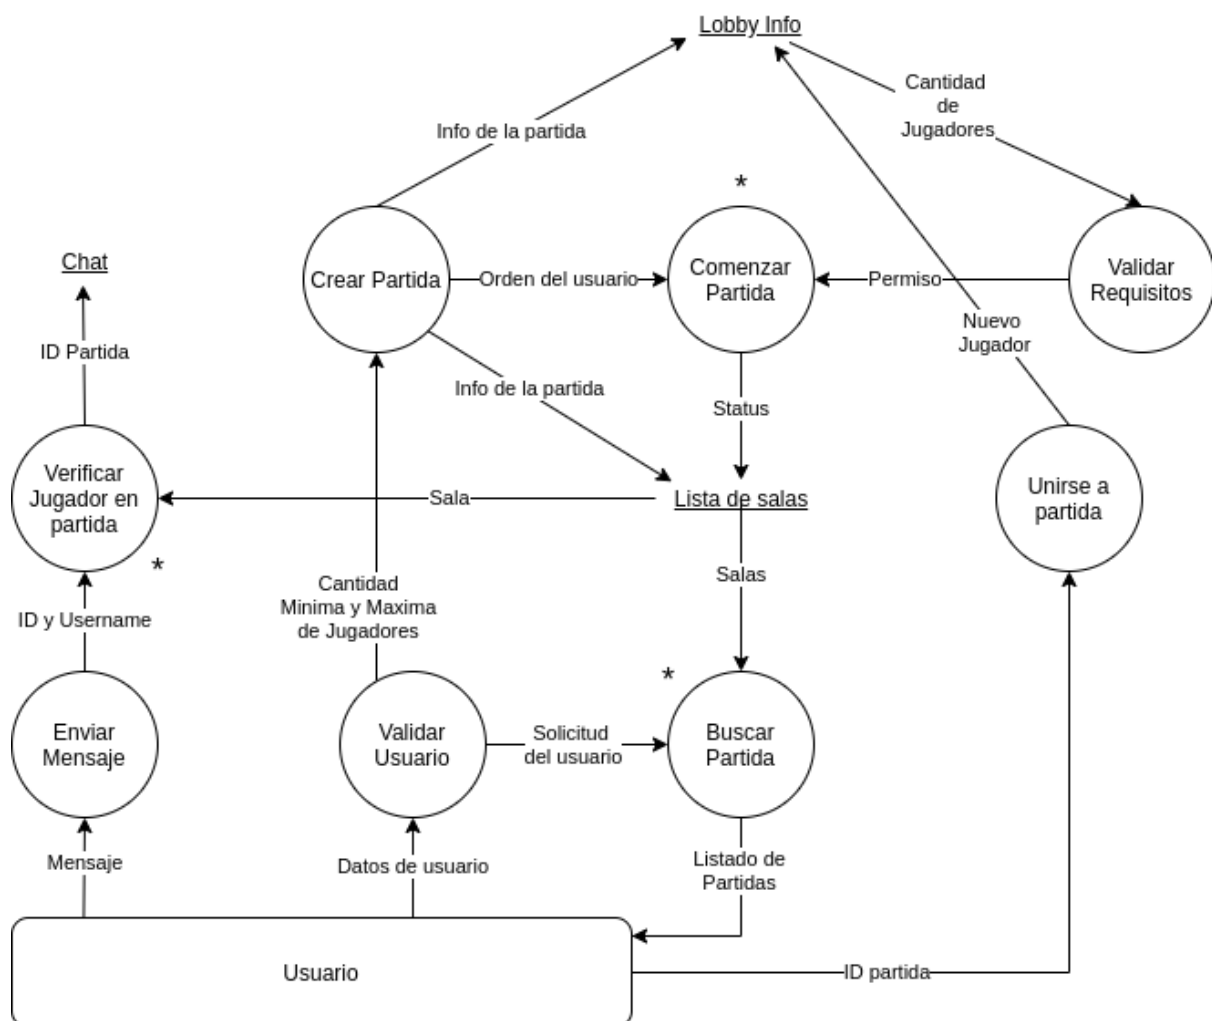 Lobby Info
Cantidad
de
Jugadores
Info de la partida
*
Chat
Crear Partida
Orden del usuario
Comenzar
Partida
Permiso
Validar
Requisitos
Nuevo
Jugador
ID Partida
Info de la partida
Status
Verificar
Jugador en
partida
*
Sala
Lista de salas
Unirse a
partida
Salas
Cantidad
Minima y Maxima
de Jugadores
ID y Username
*
Enviar
Mensaje
Validar
Usuario
Solicitud
del usuario
Buscar
Partida
Mensaje
Datos de usuario
Listado de
Partidas
Usuario
ID partida